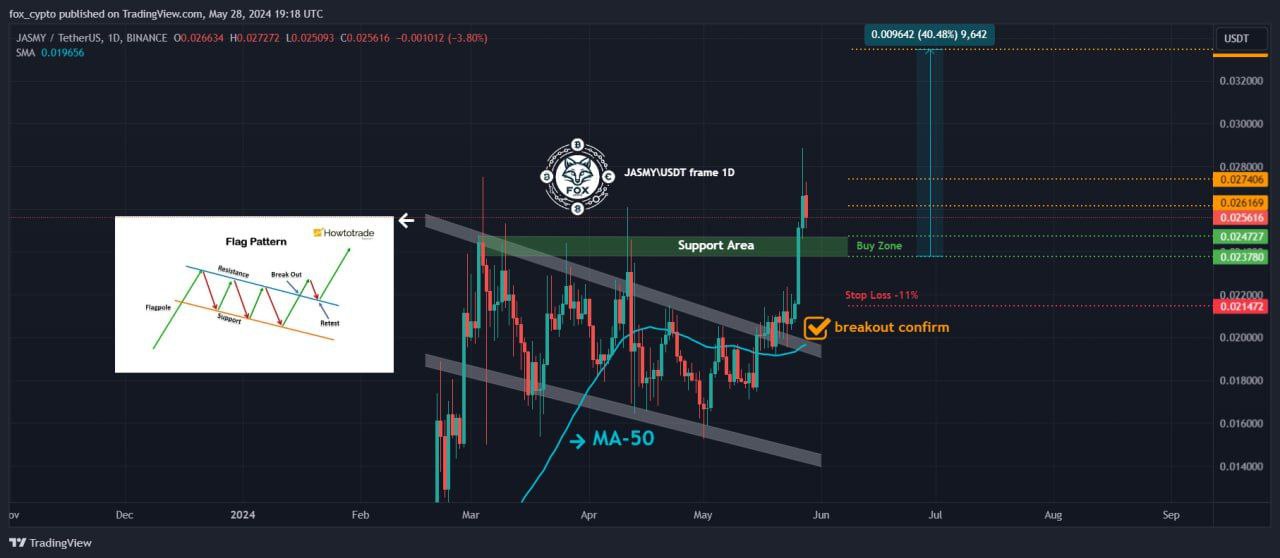 fox_cypto published on TradingView.com, May 28, 2024 19:18 UTC
JASMY / TetherUS, 1D, BINANCE O0.026634 H0.027272 L0.025093 C0.025616 −0.001012 (−3.80%)
SMA 0.019656
0.009642 (40.48%) 9,642
USDT
0.032000
0.030000
0.028000
0.027406
0.026169
0.025616
0.024727
0.023780
0.022000
0.021472
0.020000
0.018000
0.016000
0.014000
FOX
JASMY\USDT frame 1D
Flag Pattern
Howtotrade
Resistance
Break Out
Flagpole
Support
Retest
Support Area
Buy Zone
Stop Loss -11%
breakout confirm
MA-50
ov Dec 2024 Feb Mar Apr May Jun Jul Aug Sep
TradingView